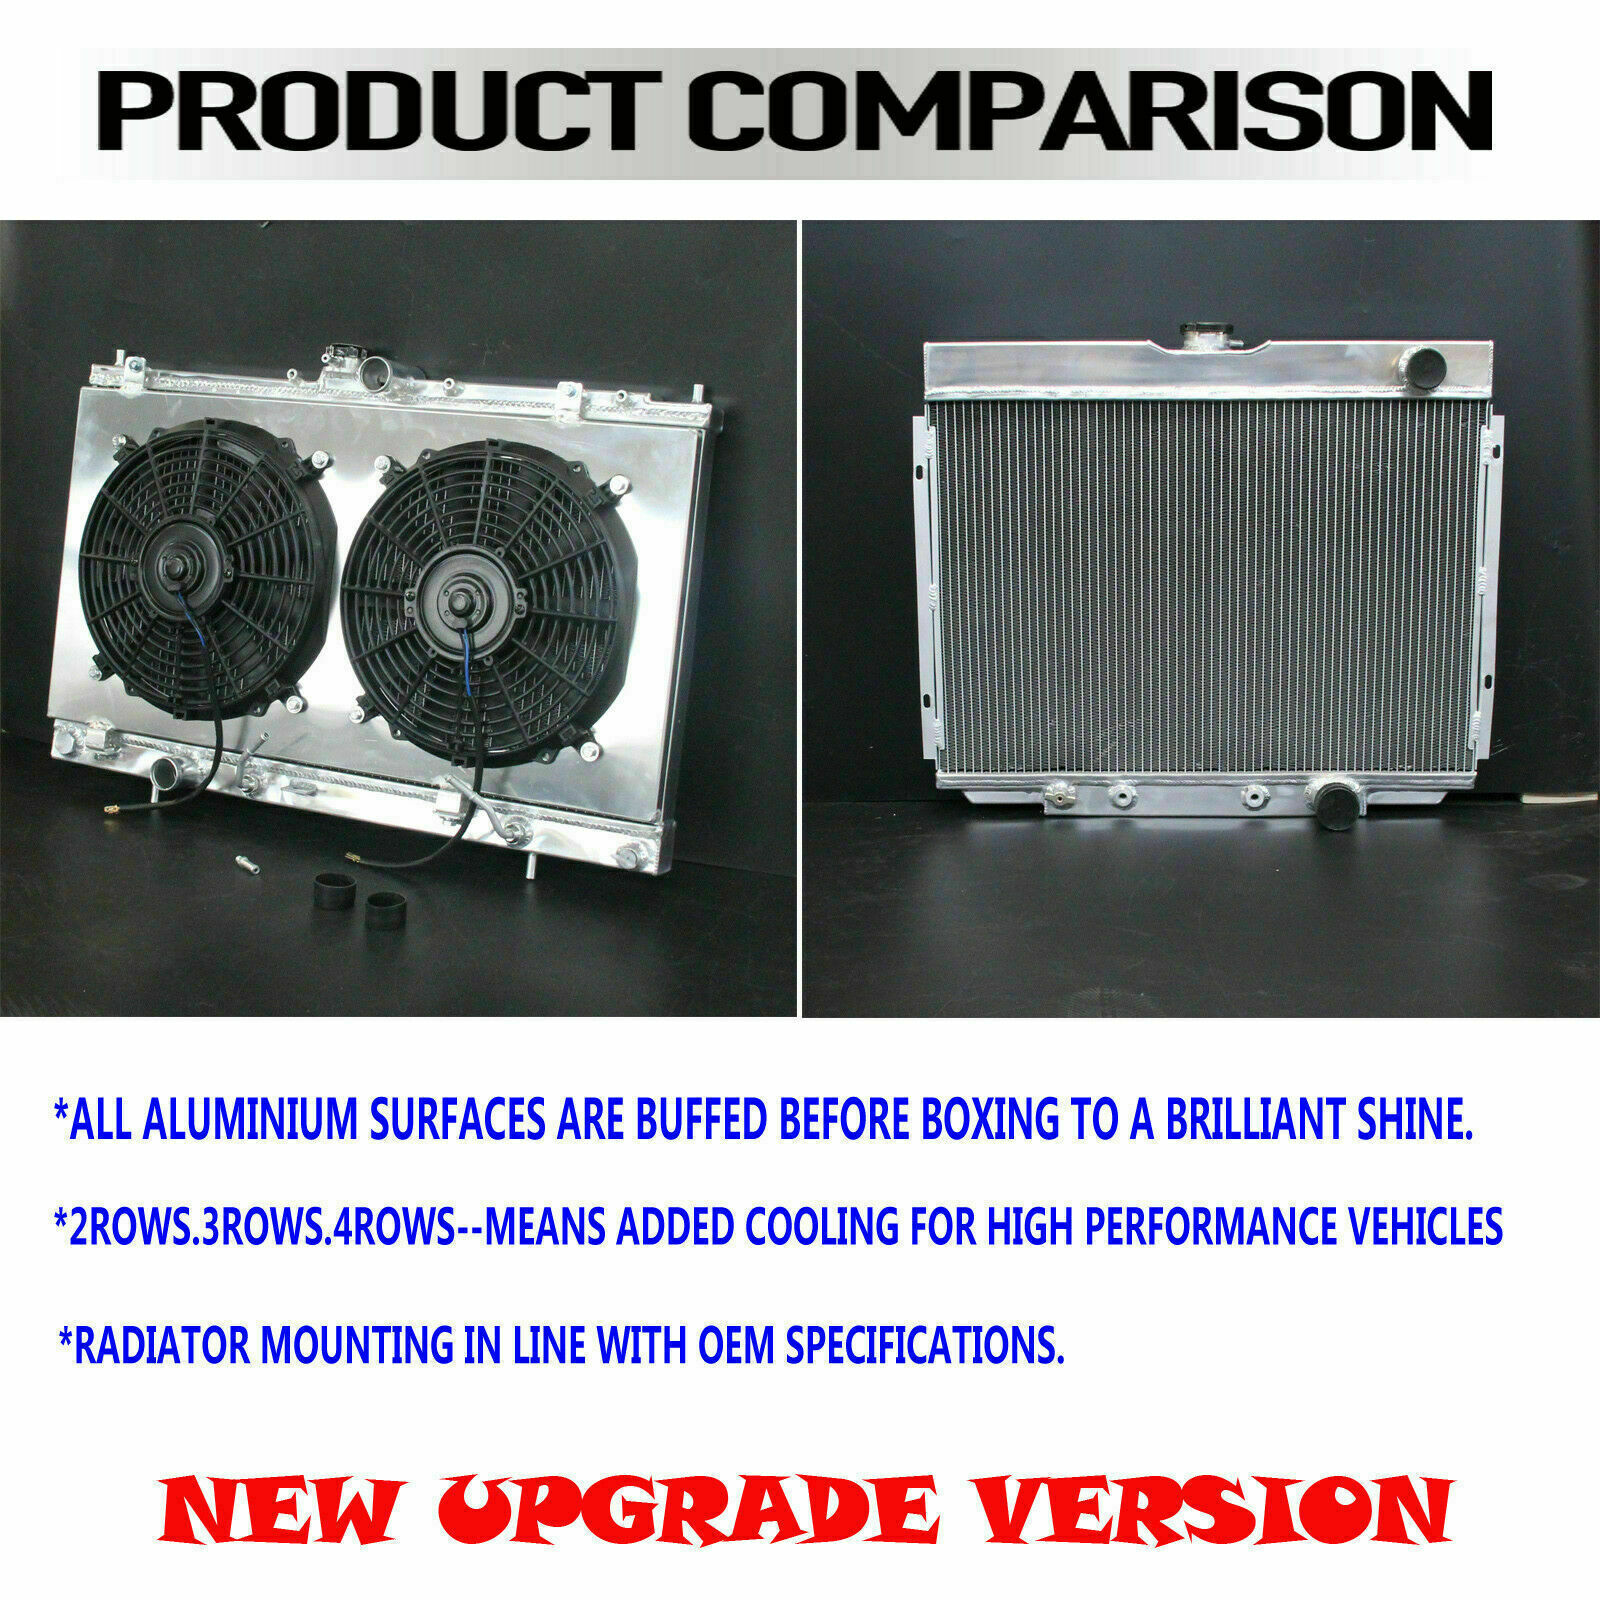 PRODUCT COMPARISON
*ALL ALUMINIUM SURFACES ARE BUFFED BEFORE BOXING TO A BRILLIANT SHINE.
*2ROWS.3ROWS.4ROWS--MEANS ADDED COOLING FOR HIGH PERFORMANCE VEHICLES
*RADIATOR MOUNTING IN LINE WITH OEM SPECIFICATIONS.
NEW UPGRADE VERSION